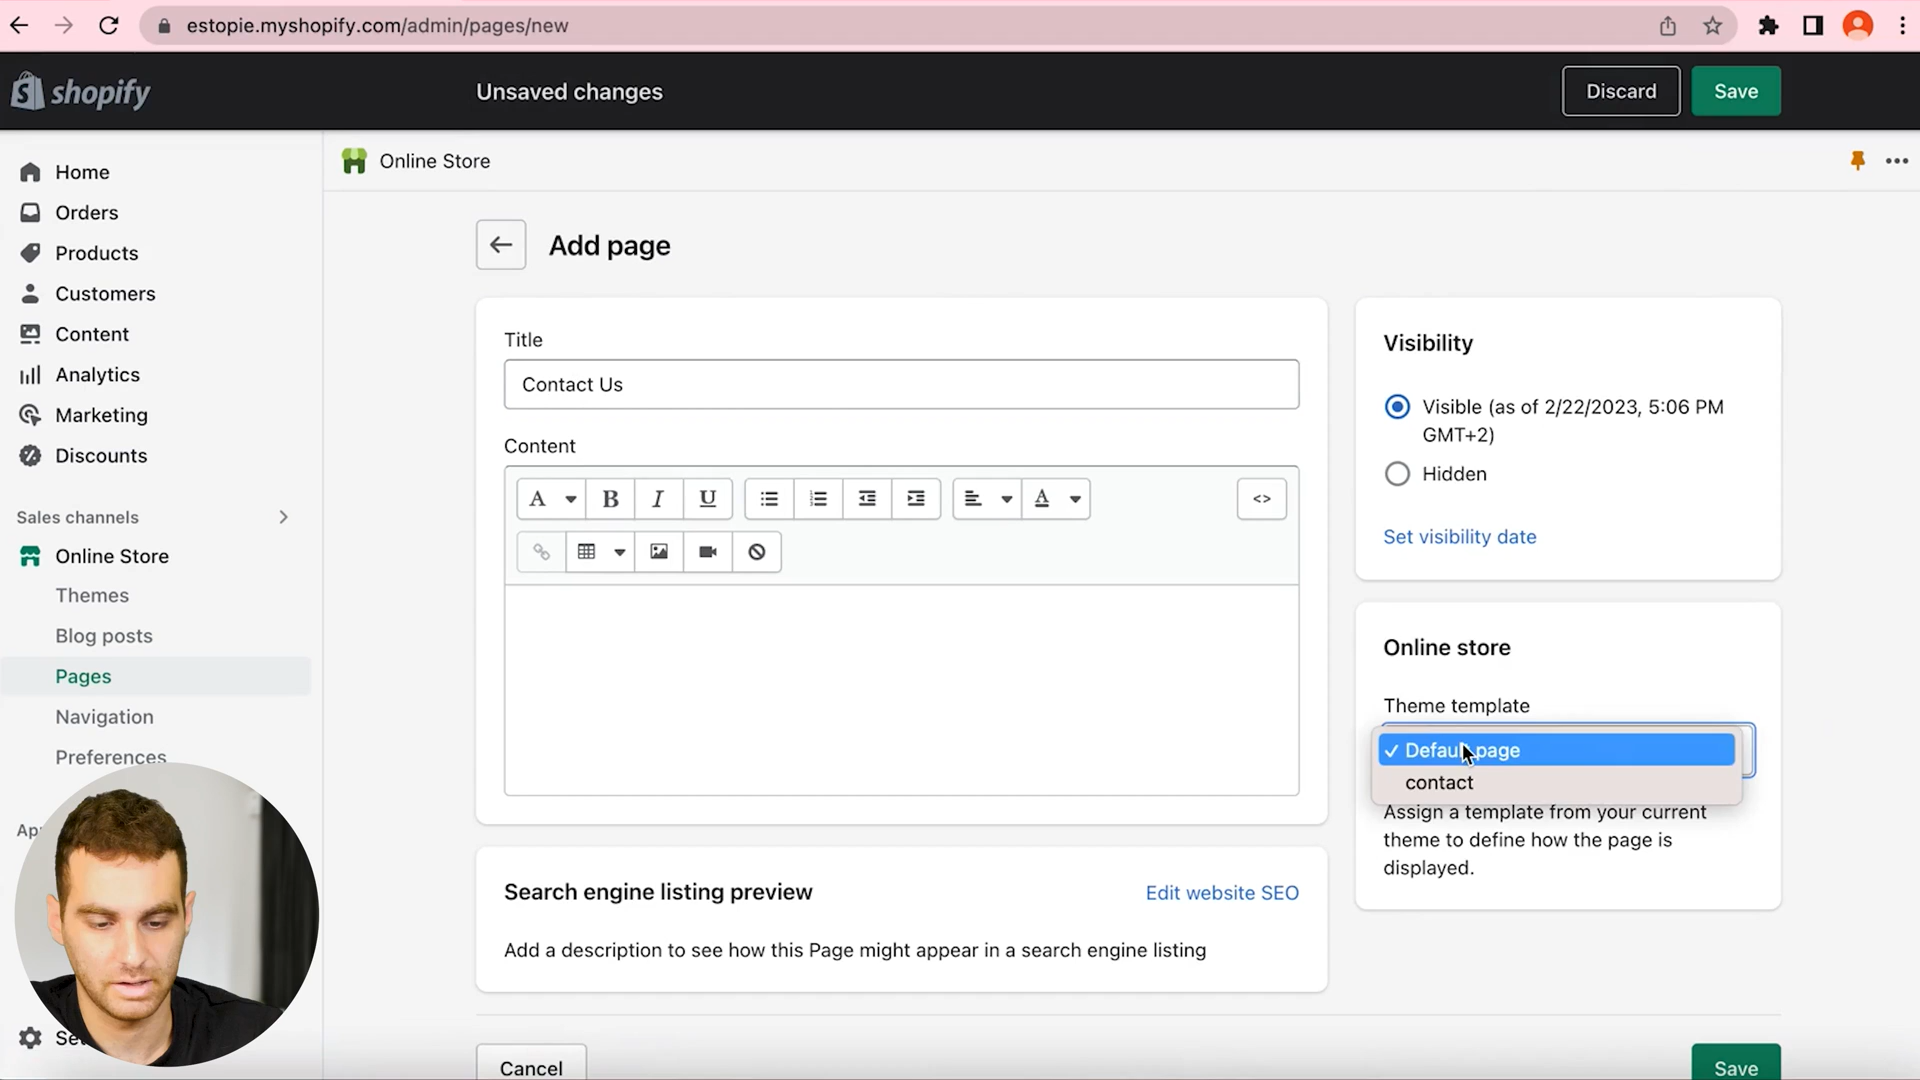 estopie.myshopify.com/admin/pages/new
shopify
Unsaved changes
Discard
Save
Home
Orders
Products
Customers
Content
Analytics
Marketing
Discounts
Sales channels
Online Store
Themes
Blog posts
Pages
Navigation
Preferences
Online Store
Add page
Title
Contact Us
Content
A
B
I
U
A
<>
Search engine listing preview
Edit website SEO
Add a description to see how this Page might appear in a search engine listing
Cancel
Visibility
Visible (as of 2/22/2023, 5:06 PM
GMT+2)
Hidden
Set visibility date
Online store
Theme template
Default page
contact
Assign a template from your current
theme to define how the page is
displayed.
Save